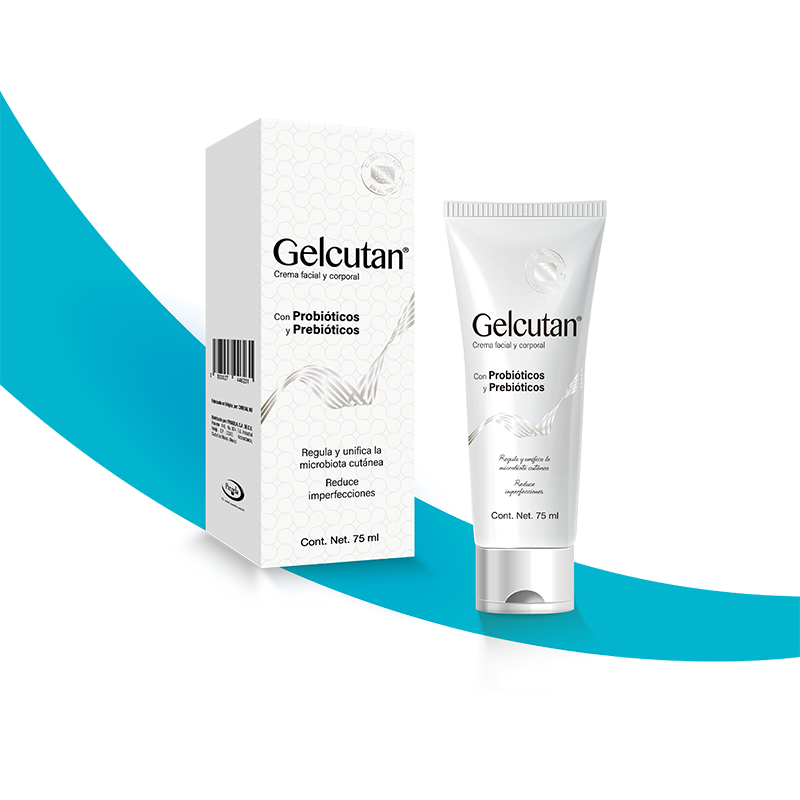 Gelcutan®
Crema facial y corporal
Con Probióticos
y Prebióticos
Regula y unifica la
microbiota cutánea
Reduce
imperfecciones
Cont. Net. 75 ml
Gelcutan®
Crema facial y corporal
Con Probióticos
y Prebióticos
Regula y unifica la
microbiota cutánea
Reduce
imperfecciones
Cont. Net. 75 ml